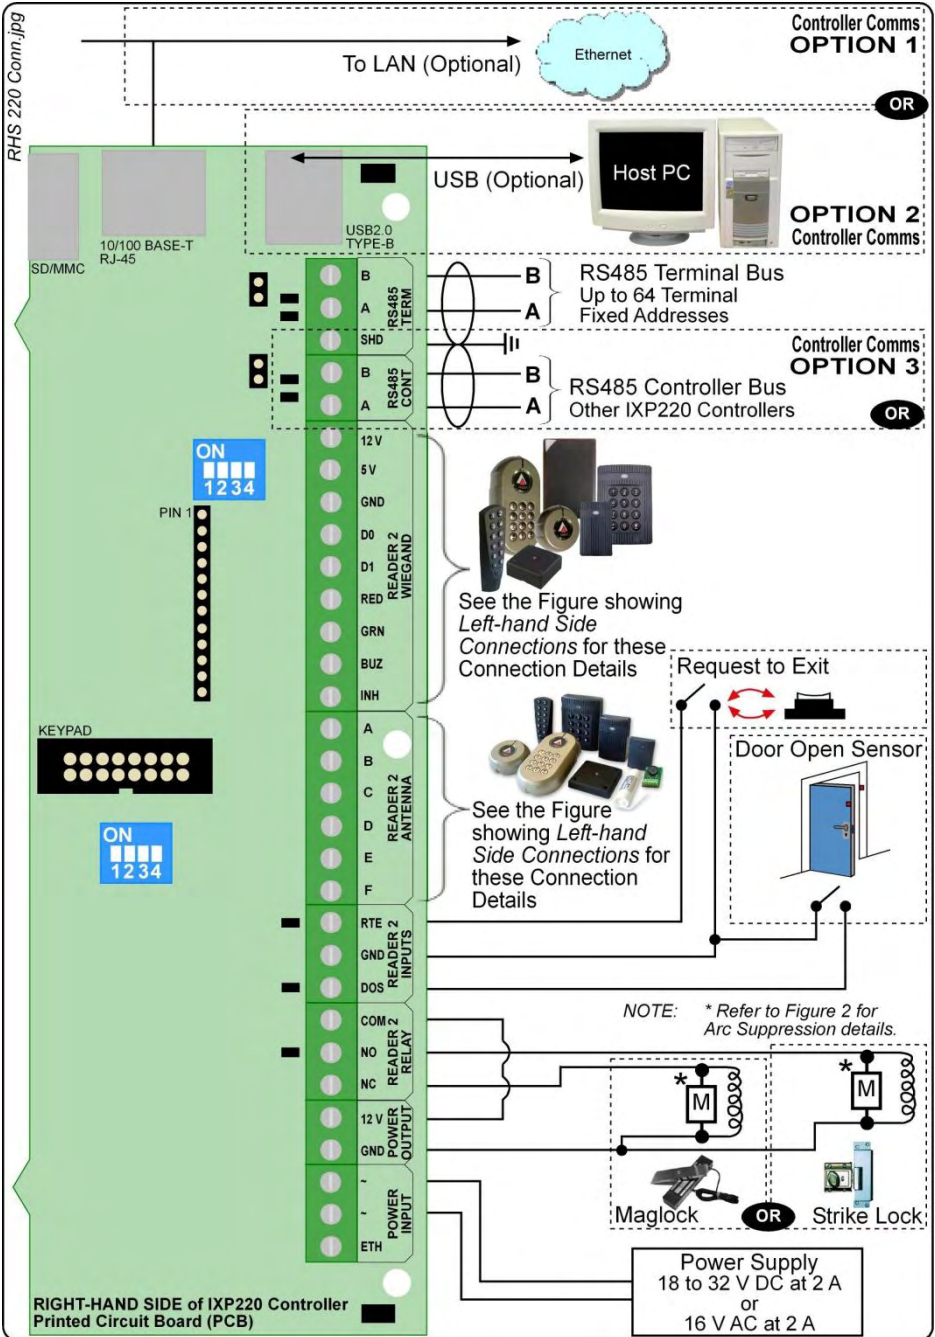 RHS 220 Conn.jpg
Controller Comms
OPTION 1
Ethernet
To LAN (Optional)
OR
Host PC
USB (Optional)
OPTION 2
Controller Comms
USB2.0
TYPE-B
10/100 BASE-T
RJ-45
SD/MMC
B
A
SHD
RS485
TERM
B
A
RS485 Terminal Bus
Up to 64 Terminal
Fixed Addresses
Controller Comms
OPTION 3
B
A
RS485
CONT
B
A
RS485 Controller Bus
Other IXP220 Controllers
OR
ON
1234
PIN 1
12 V
5 V
GND
D0
D1
RED
GRN
BUZ
INH
READER 2
WIEGAND
See the Figure showing
Left-hand Side
Connections for these
Connection Details
Request to Exit
KEYPAD
A
B
C
D
E
F
READER 2
ANTENNA
See the Figure
showing Left-hand
Side Connections for
these Connection
Details
Door Open Sensor
ON
1234
RTE
GND
DOS
READER 2
INPUTS
NOTE: * Refer to Figure 2 for
Arc Suppression details.
COM
NO
NC
READER 2
RELAY
* M
* M
12 V
GND
POWER
OUTPUT
Maglock
OR
Strike Lock
~
~
ETH
POWER
INPUT
Power Supply
18 to 32 V DC at 2 A
or
16 V AC at 2 A
RIGHT-HAND SIDE of IXP220 Controller
Printed Circuit Board (PCB)